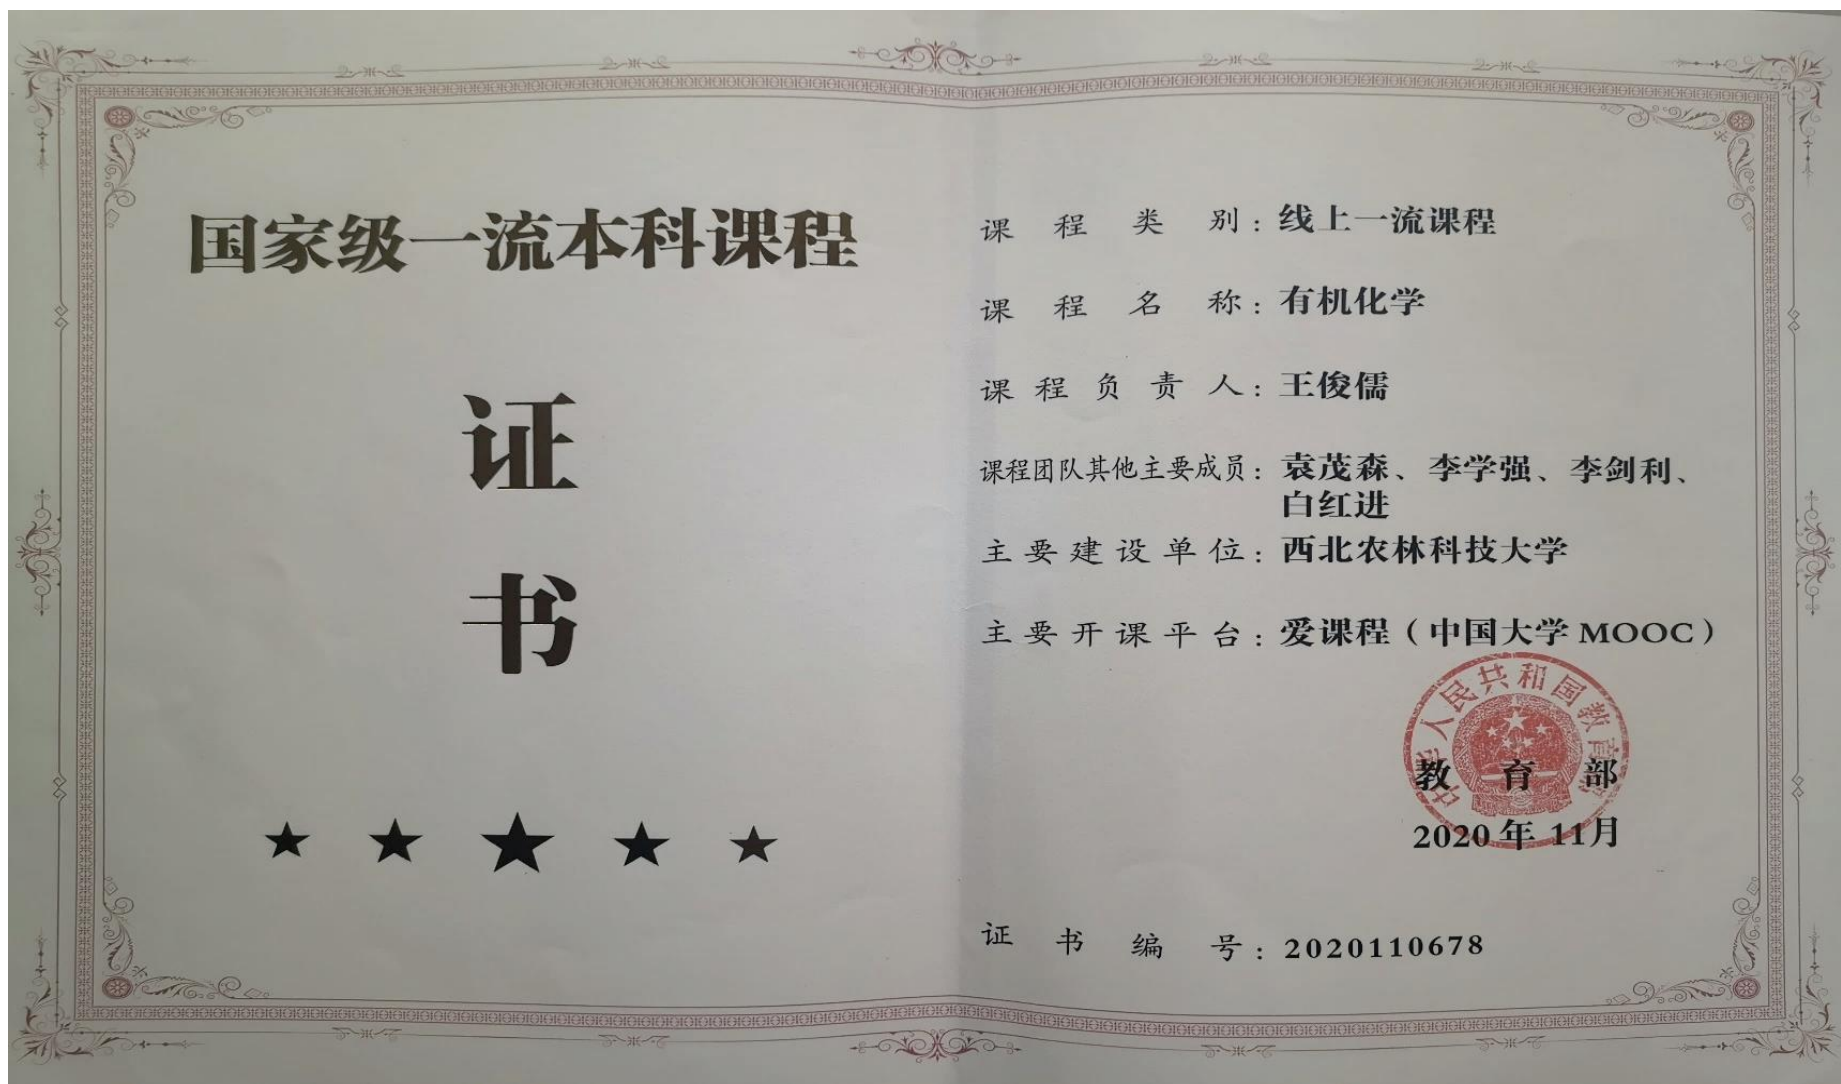 国家级一流本科课程
证
书
课程类别：线上一流课程
课程名称：有机化学
课程负责人：王俊儒
课程团队其他主要成员：袁茂森、李学强、李剑利、
白红进
主要建设单位：西北农林科技大学
主要开课平台：爱课程（中国大学MOOC）
中华人民共和国教育部
教育部
2020年11月
证书编号：2020110678